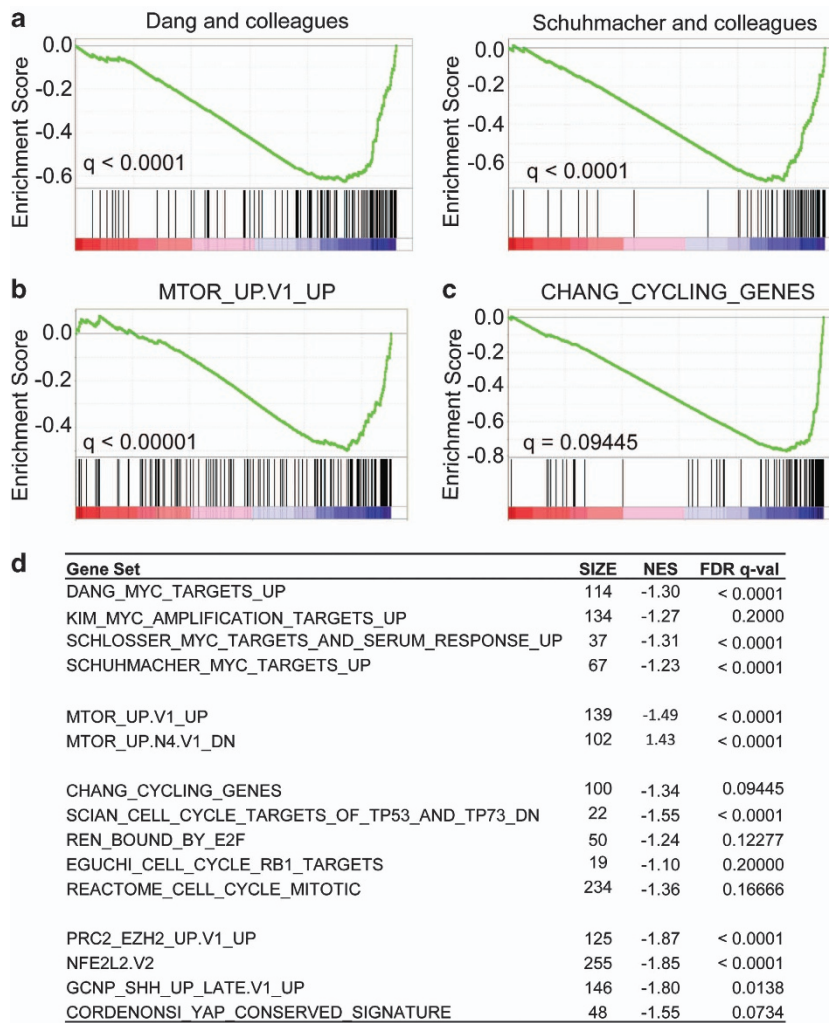 a
Dang and colleagues
Schuhmacher and colleagues
Enrichment Score
0.0
-0.2
-0.4
-0.6
q < 0.0001
Enrichment Score
0.0
-0.2
-0.4
-0.6
q < 0.0001
b
MTOR_UP.V1_UP
c
CHANG_CYCLING_GENES
Enrichment Score
0.0
-0.2
-0.4
q < 0.00001
Enrichment Score
0.0
-0.2
-0.4
-0.6
-0.8
q = 0.09445
d
Gene Set SIZE NES FDR q-val
DANG_MYC_TARGETS_UP 114 -1.30 < 0.0001
KIM_MYC_AMPLIFICATION_TARGETS_UP 134 -1.27 0.2000
SCHLOSSER_MYC_TARGETS_AND_SERUM_RESPONSE_UP 37 -1.31 < 0.0001
SCHUHMACHER_MYC_TARGETS_UP 67 -1.23 < 0.0001
MTOR_UP.V1_UP 139 -1.49 < 0.0001
MTOR_UP.N4.V1_DN 102 1.43 < 0.0001
CHANG_CYCLING_GENES 100 -1.34 0.09445
SCIAN_CELL_CYCLE_TARGETS_OF_TP53_AND_TP73_DN 22 -1.55 < 0.0001
REN_BOUND_BY_E2F 50 -1.24 0.12277
EGUCHI_CELL_CYCLE_RB1_TARGETS 19 -1.10 0.20000
REACTOME_CELL_CYCLE_MITOTIC 234 -1.36 0.16666
PRC2_EZH2_UP.V1_UP 125 -1.87 < 0.0001
NFE2L2.V2 255 -1.85 < 0.0001
GCNP_SHH_UP_LATE.V1_UP 146 -1.80 0.0138
CORDENONSI_YAP_CONSERVED_SIGNATURE 48 -1.55 0.0734